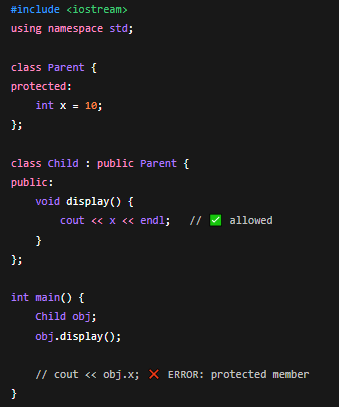 #include <iostream>
using namespace std;
class Parent {
protected:
    int x = 10;
};
class Child : public Parent {
public:
    void display() {
        cout << x << endl;   // ✅ allowed
    }
};
int main() {
    Child obj;
    obj.display();
    // cout << obj.x; ❌ ERROR: protected member
}